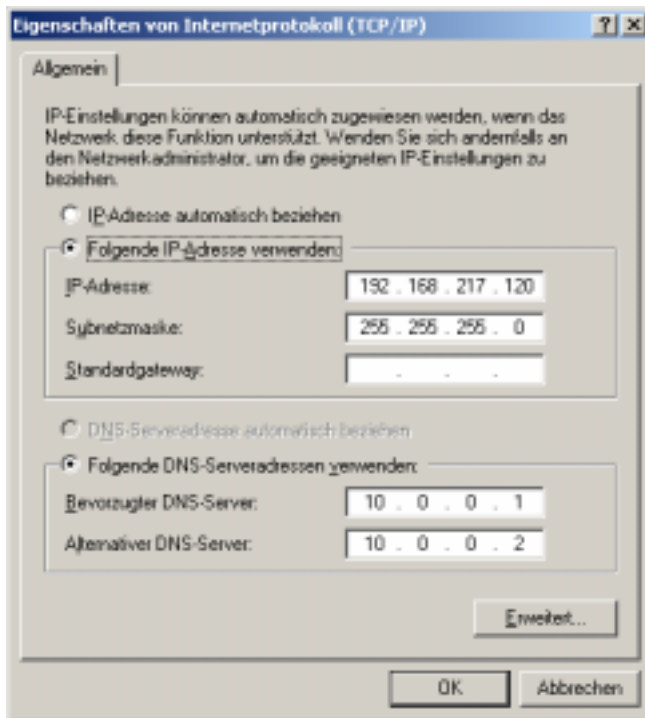 Eigenschaften von Internetprotokoll (TCP/IP)
Allgemein
IP-Einstellungen können automatisch zugewiesen werden, wenn das
Netzwerk diese Funktion unterstützt. Wenden Sie sich andernfalls an
den Netzwerkadministrator, um die geeigneten IP-Einstellungen zu
beziehen.
IP-Adresse automatisch beziehen
Folgende IP-Adresse verwenden:
IP-Adresse: 192 . 168 . 217 . 120
Subnetzmaske: 255 . 255 . 255 . 0
Standardgateway: . . .
DNS-Serveradresse automatisch beziehen
Folgende DNS-Serveradressen verwenden:
Bevorzugter DNS-Server: 10 . 0 . 0 . 1
Alternativer DNS-Server: 10 . 0 . 0 . 2
Erweitert...
OK Abbrechen